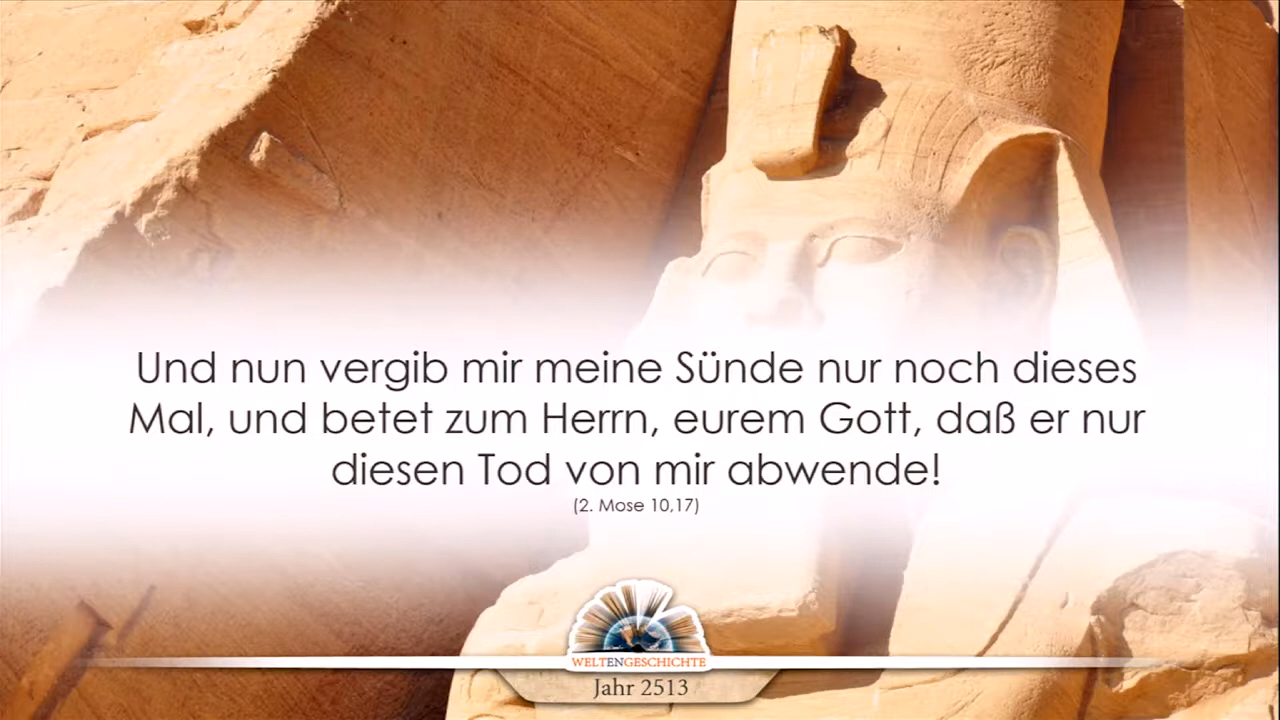 Und nun vergib mir meine Sünde nur noch dieses
Mal, und betet zum Herrn, eurem Gott, daß er nur
diesen Tod von mir abwende!
(2. Mose 10,17)
WELTENGESCHICHTE
Jahr 2513